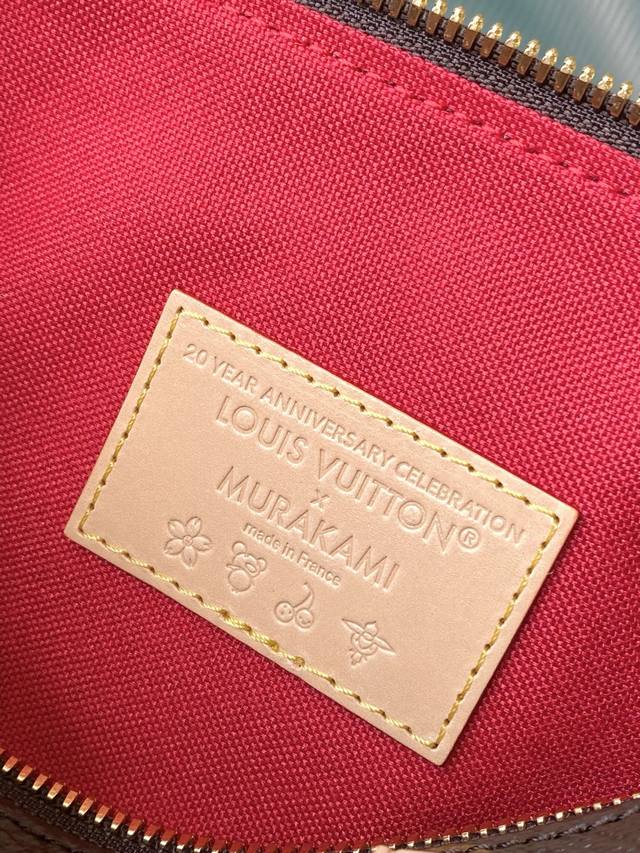 20 YEAR ANNIVERSARY CELEBRATION
LOUIS VUITTON®
x
MURAKAMI
made in France